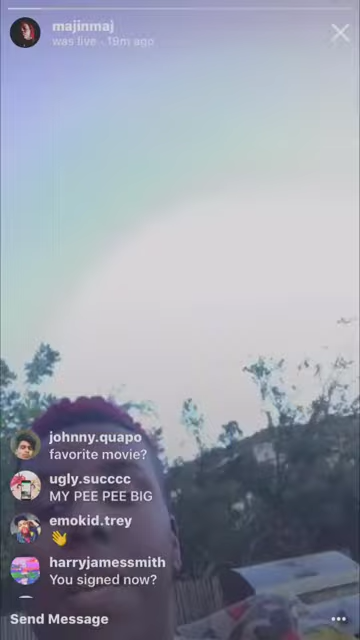 majinmaj
was live · 19m ago
johnny.quapo
favorite movie?
ugly.succcc
MY PEE PEE BIG
emokid.trey
👋
harryjamessmith
You signed now?
Send Message